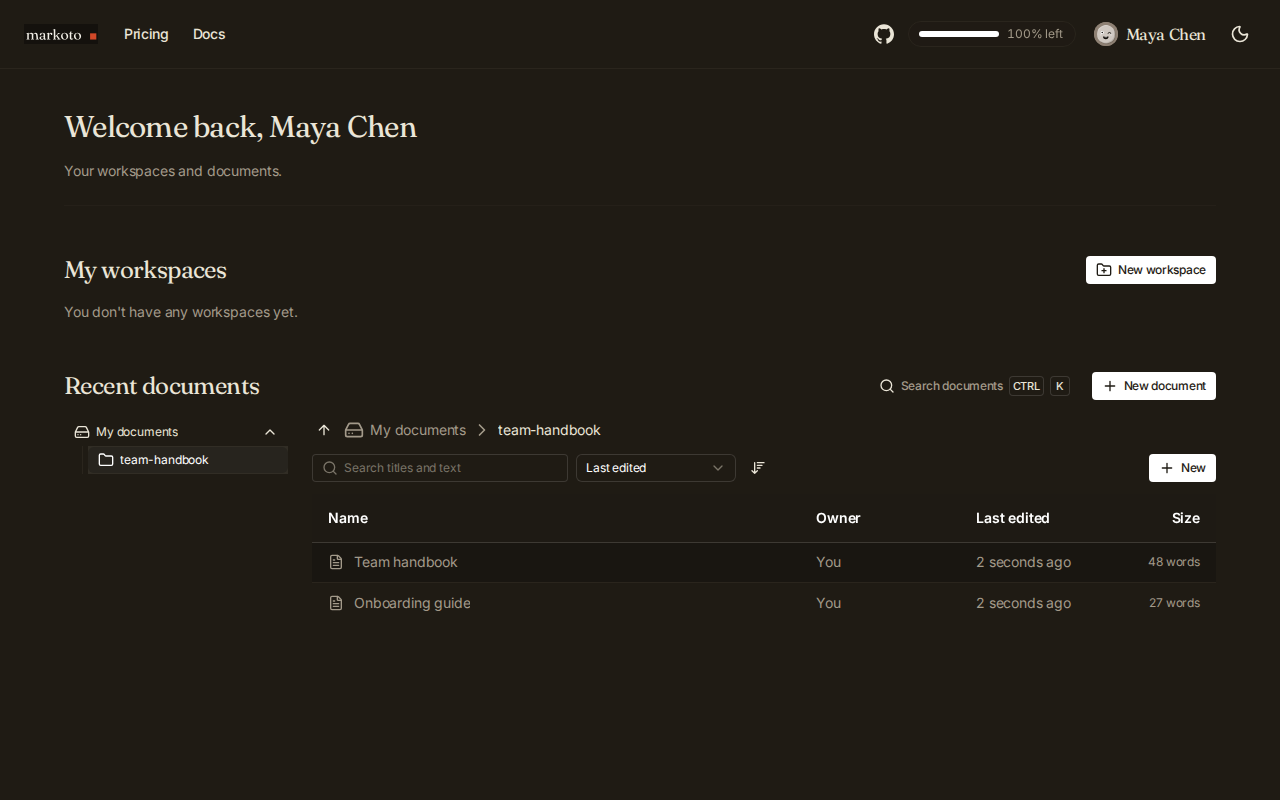 markoto
Pricing
Docs
100% left
Maya Chen
Welcome back, Maya Chen
Your workspaces and documents.
My workspaces
New workspace
You don't have any workspaces yet.
Recent documents
Search documents CTRL K
New document
My documents
team-handbook
My documents
team-handbook
Search titles and text
Last edited
New
Name Owner Last edited Size
Team handbook You 2 seconds ago 48 words
Onboarding guide You 2 seconds ago 27 words